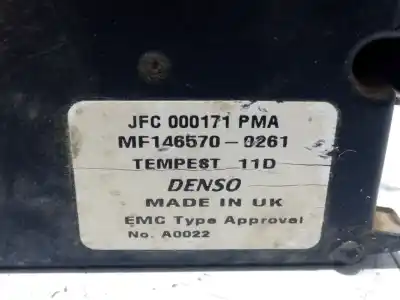 JFC 000171 PMA
MF146570-0261
TEMPEST 11D
DENSO
MADE IN UK
EMC Type Approval
No. A0022